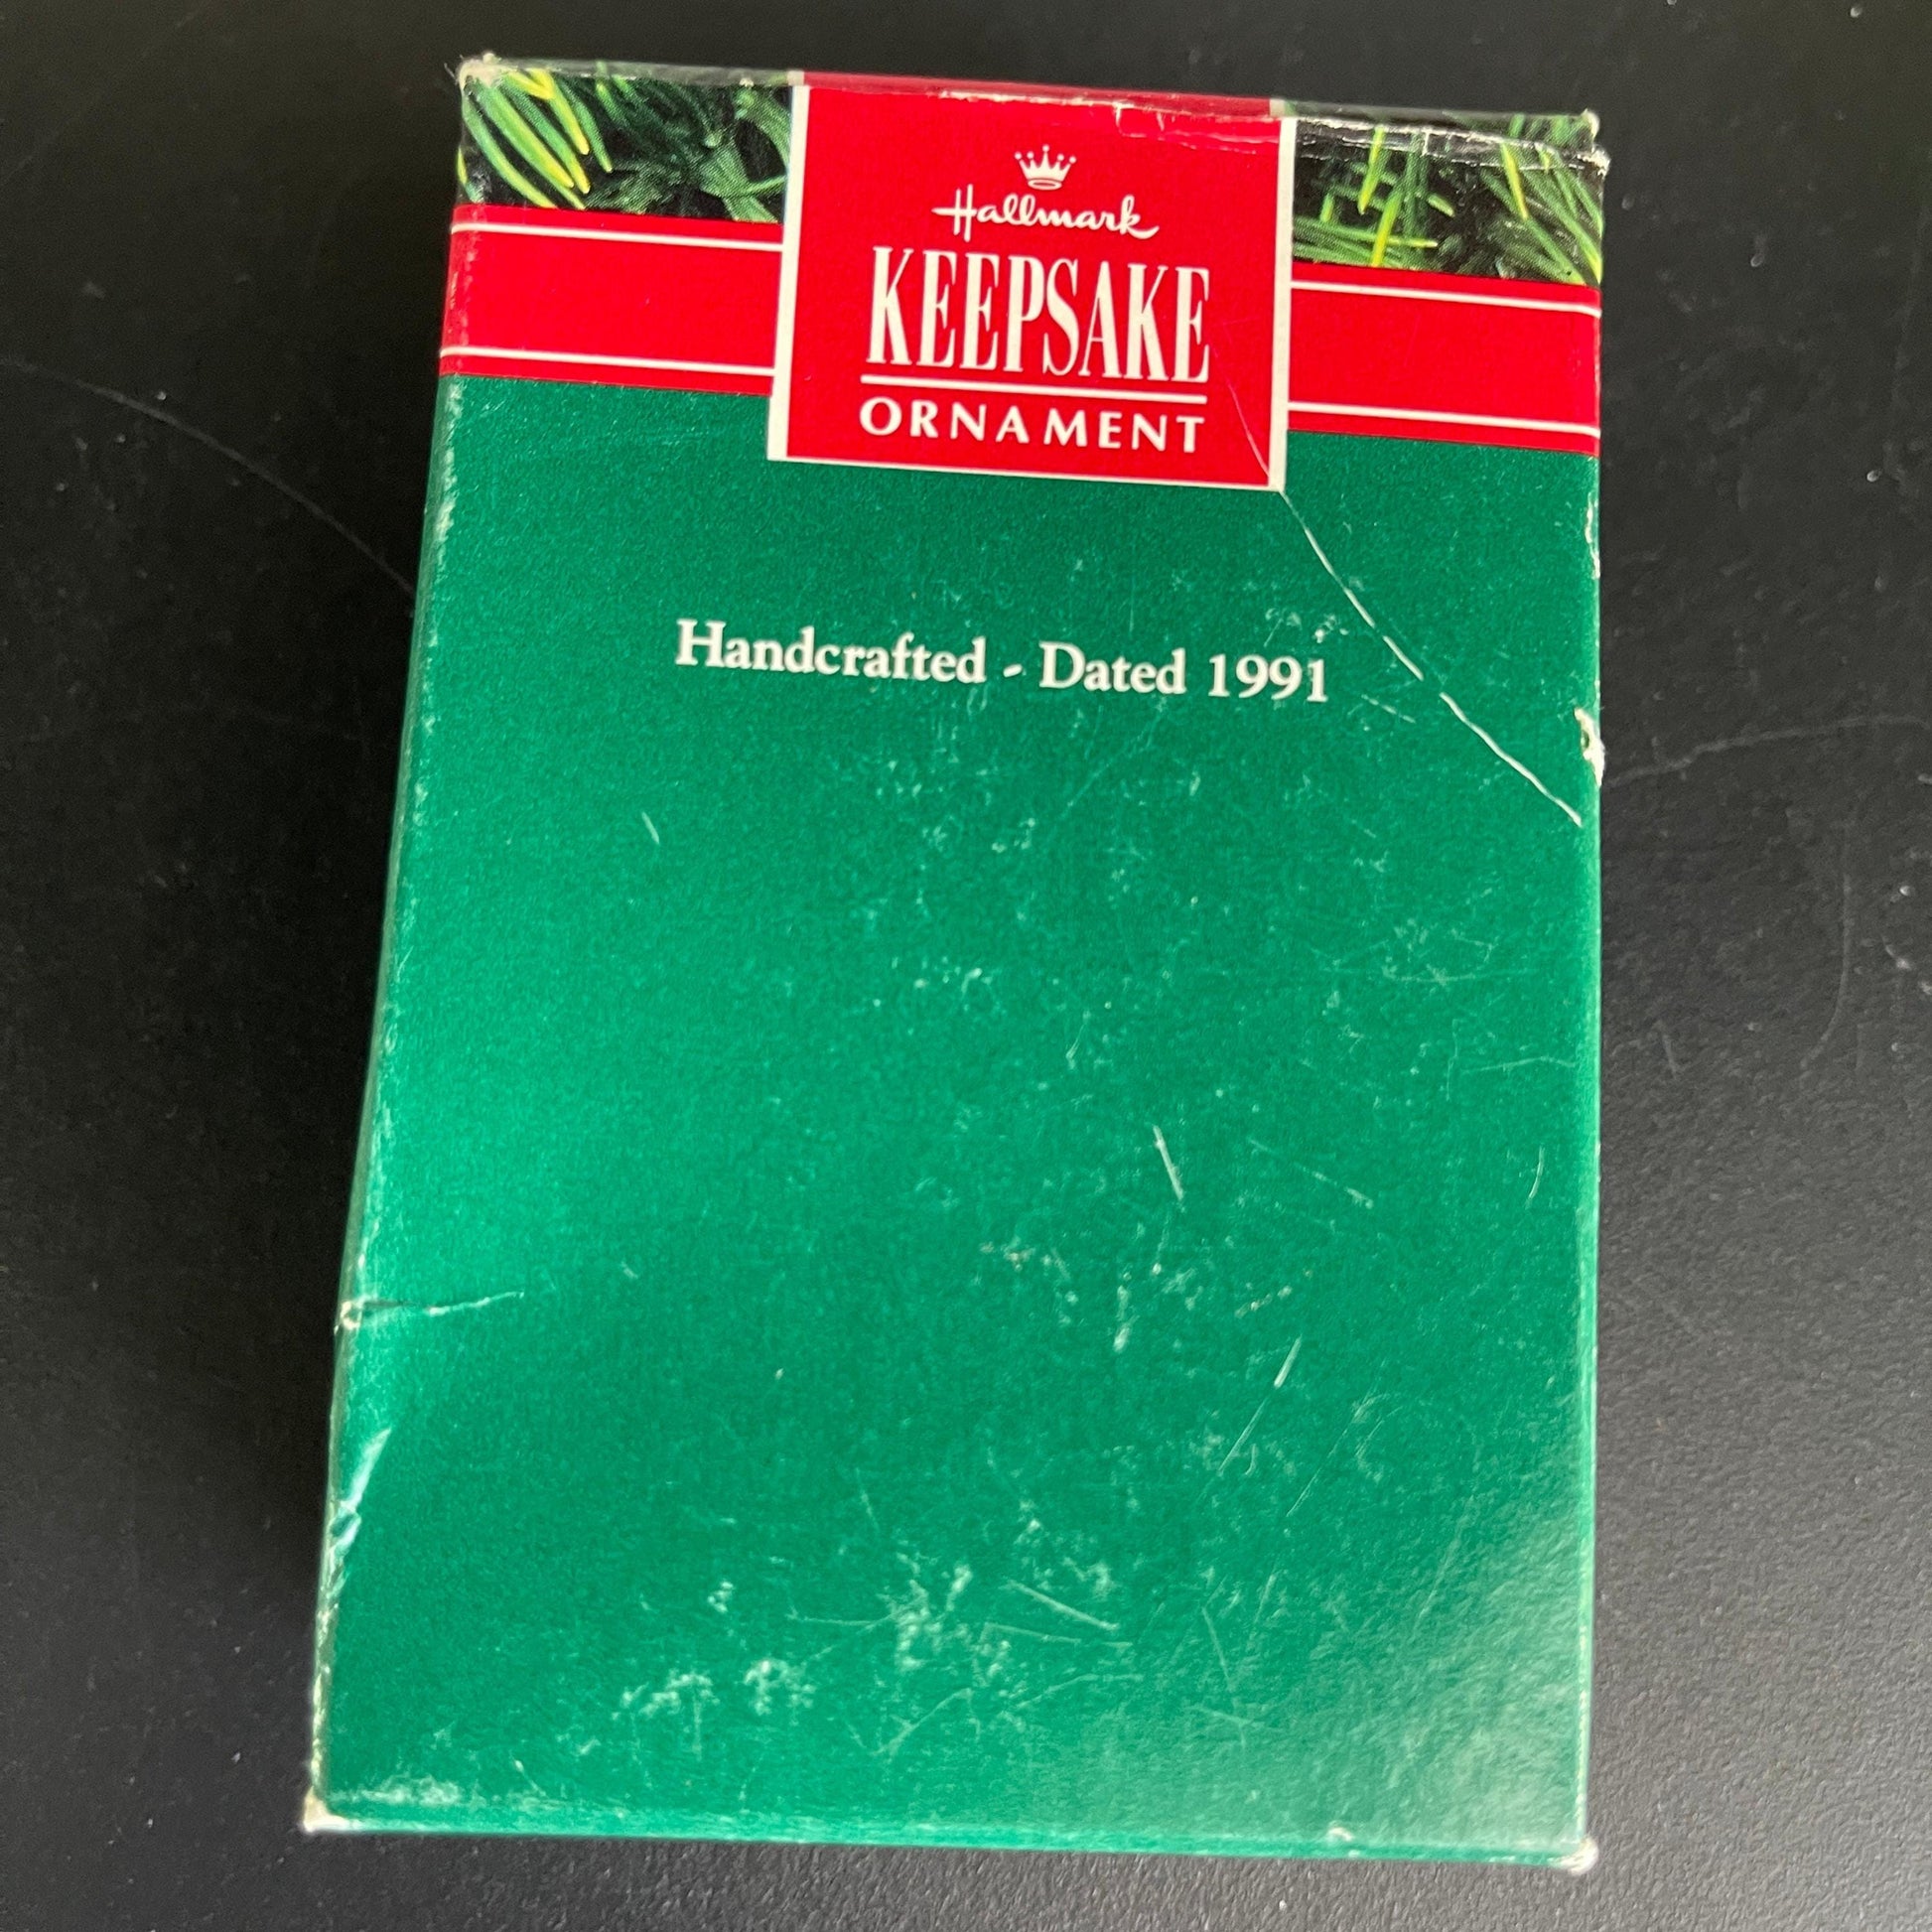 Hallmark
KEEPSAKE
ORNAMENT
Handcrafted - Dated 1991